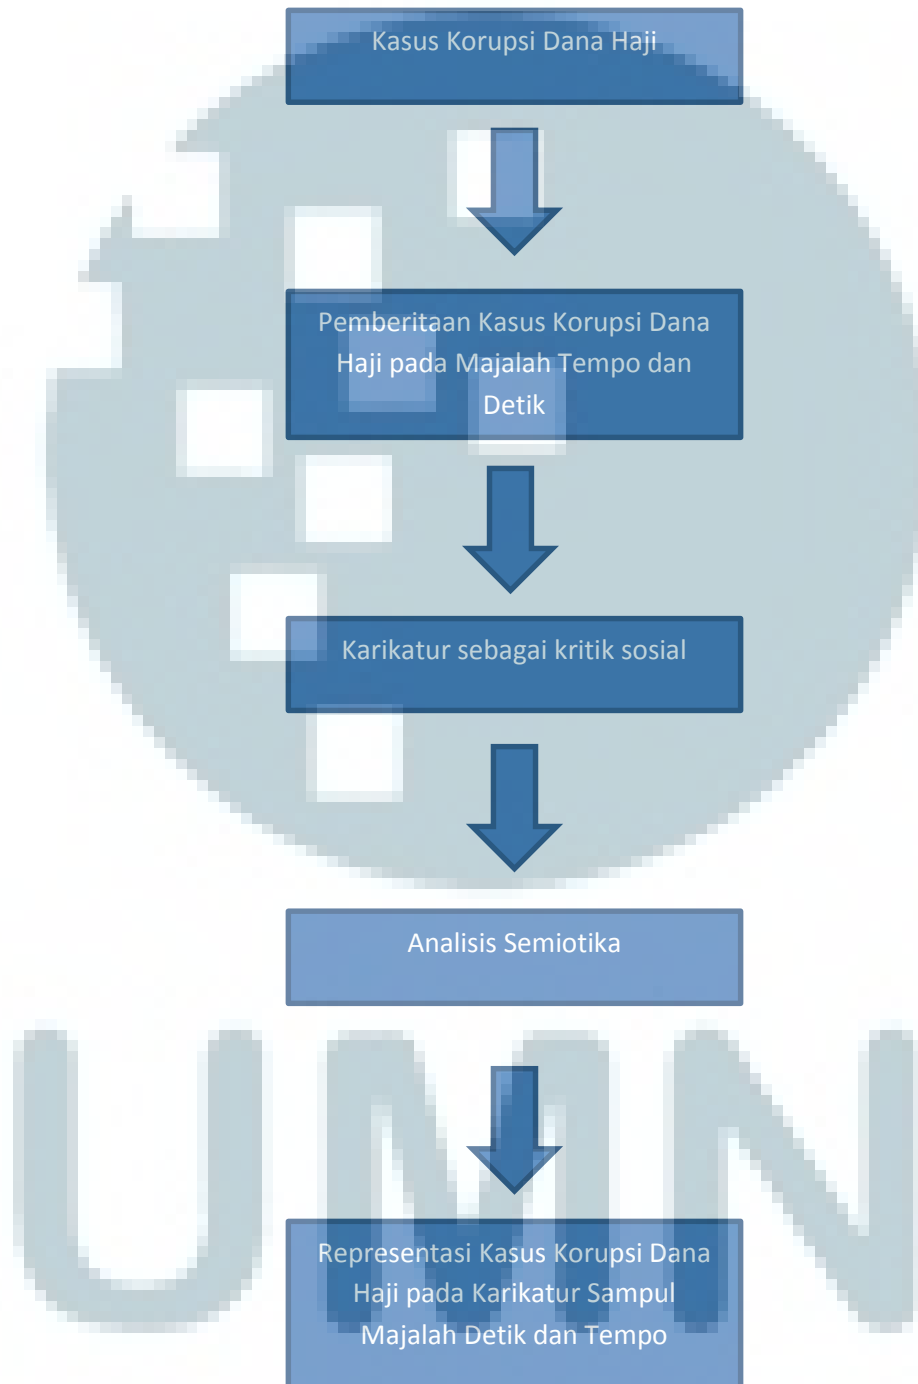 Kasus Korupsi Dana Haji
Pemberitaan Kasus Korupsi Dana
Haji pada Majalah Tempo dan
Detik
Karikatur sebagai kritik sosial
Analisis Semiotika
UMN
Representasi Kasus Korupsi Dana
Haji pada Karikatur Sampul
Majalah Detik dan Tempo